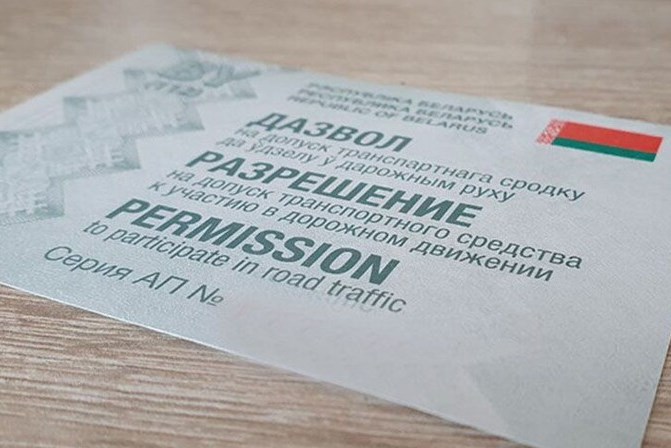 РЭСПУБЛІКА БЕЛАРУСЬ
РЕСПУБЛИКА БЕЛАРУСЬ
REPUBLIC OF BELARUS
ДАЗВОЛ
на допуск транспартнага сродку
да ўдзелу ў дарожным руху
РАЗРЕШЕНИЕ
на допуск транспортного средства
к участию в дорожном движении
PERMISSION
to participate in road traffic
Серия АП №